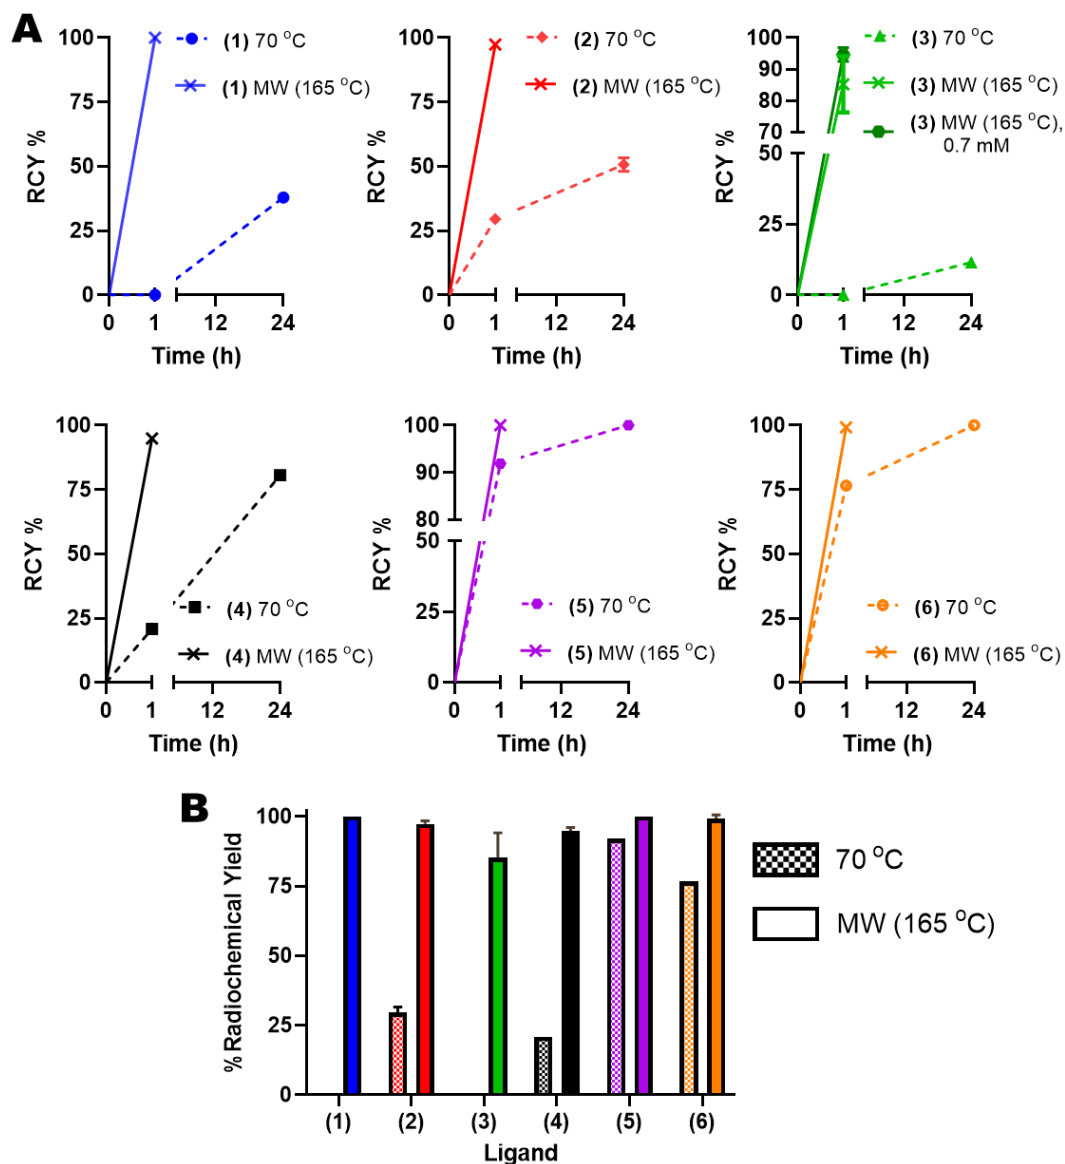 A
RCY %
100
75
50
25
0
0 1 12 24
Time (h)
(1) 70 °C
(1) MW (165 °C)
RCY %
100
75
50
25
0
0 1 12 24
Time (h)
(2) 70 °C
(2) MW (165 °C)
RCY %
100
90
80
70
50
25
0
0 1 12 24
Time (h)
(3) 70 °C
(3) MW (165 °C)
(3) MW (165 °C),
0.7 mM
RCY %
100
75
50
25
0
0 1 12 24
Time (h)
(4) 70 °C
(4) MW (165 °C)
RCY %
100
90
80
50
25
0
0 1 12 24
Time (h)
(5) 70 °C
(5) MW (165 °C)
RCY %
100
75
50
25
0
0 1 12 24
Time (h)
(6) 70 °C
(6) MW (165 °C)
B
% Radiochemical Yield
100
75
50
25
0
(1) (2) (3) (4) (5) (6)
Ligand
70 °C
MW (165 °C)